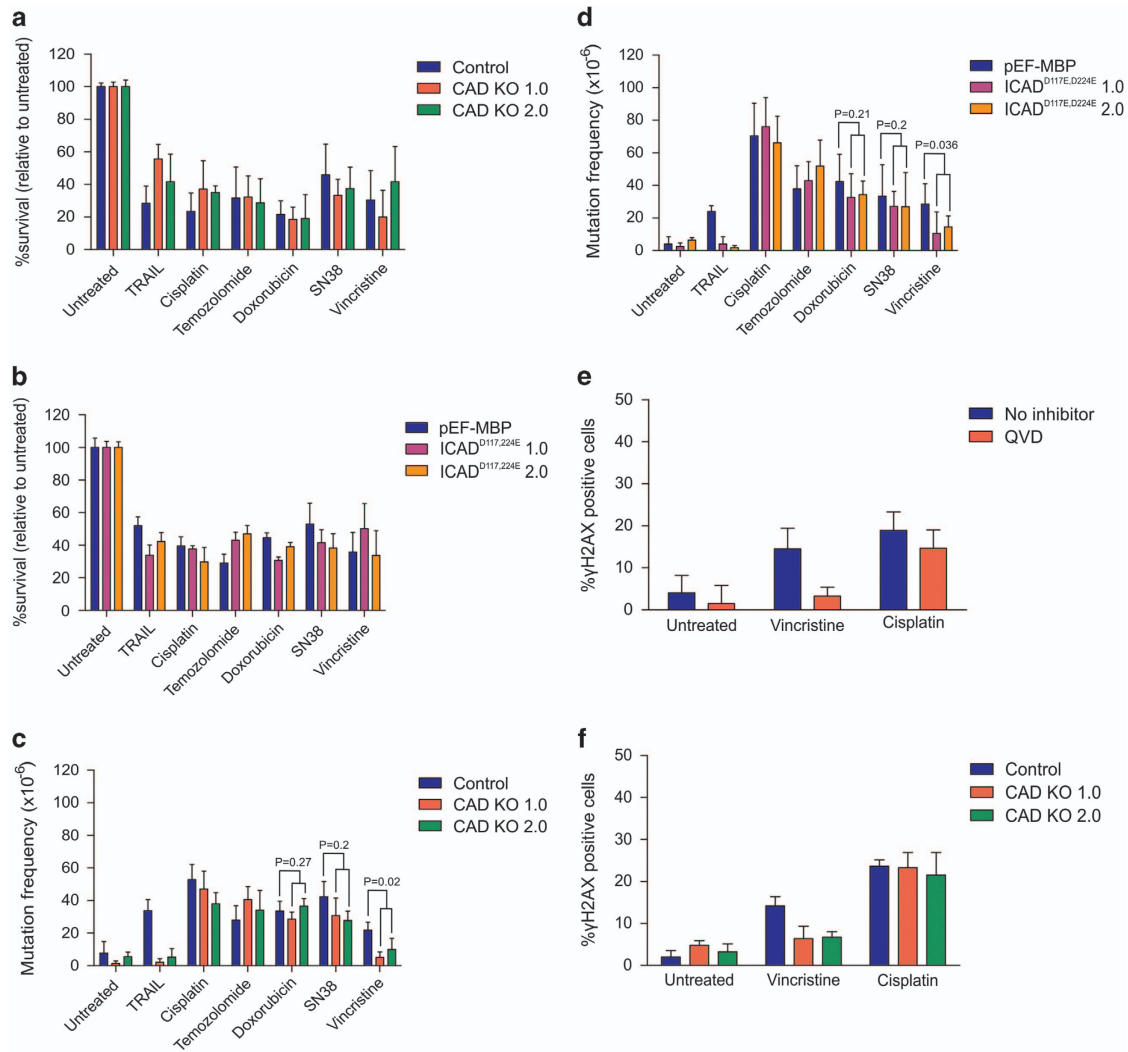 a
%survival (relative to untreated)
120
100
80
60
40
20
0
Untreated
TRAIL
Cisplatin
Temozolomide
Doxorubicin
SN38
Vincristine
Control
CAD KO 1.0
CAD KO 2.0
b
%survival (relative to untreated)
120
100
80
60
40
20
0
Untreated
TRAIL
Cisplatin
Temozolomide
Doxorubicin
SN38
Vincristine
pEF-MBP
ICAD^D117,224E 1.0
ICAD^D117,224E 2.0
c
Mutation frequency (x10^-6)
120
100
80
60
40
20
0
P=0.27
P=0.2
P=0.02
Untreated
TRAIL
Cisplatin
Temozolomide
Doxorubicin
SN38
Vincristine
Control
CAD KO 1.0
CAD KO 2.0
d
Mutation frequency (x10^-6)
120
100
80
60
40
20
0
P=0.21
P=0.2
P=0.036
Untreated
TRAIL
Cisplatin
Temozolomide
Doxorubicin
SN38
Vincristine
pEF-MBP
ICAD^D117E,D224E 1.0
ICAD^D117E,D224E 2.0
e
%γH2AX positive cells
50
40
30
20
10
0
Untreated
Vincristine
Cisplatin
No inhibitor
QVD
f
%γH2AX positive cells
50
40
30
20
10
0
Untreated
Vincristine
Cisplatin
Control
CAD KO 1.0
CAD KO 2.0